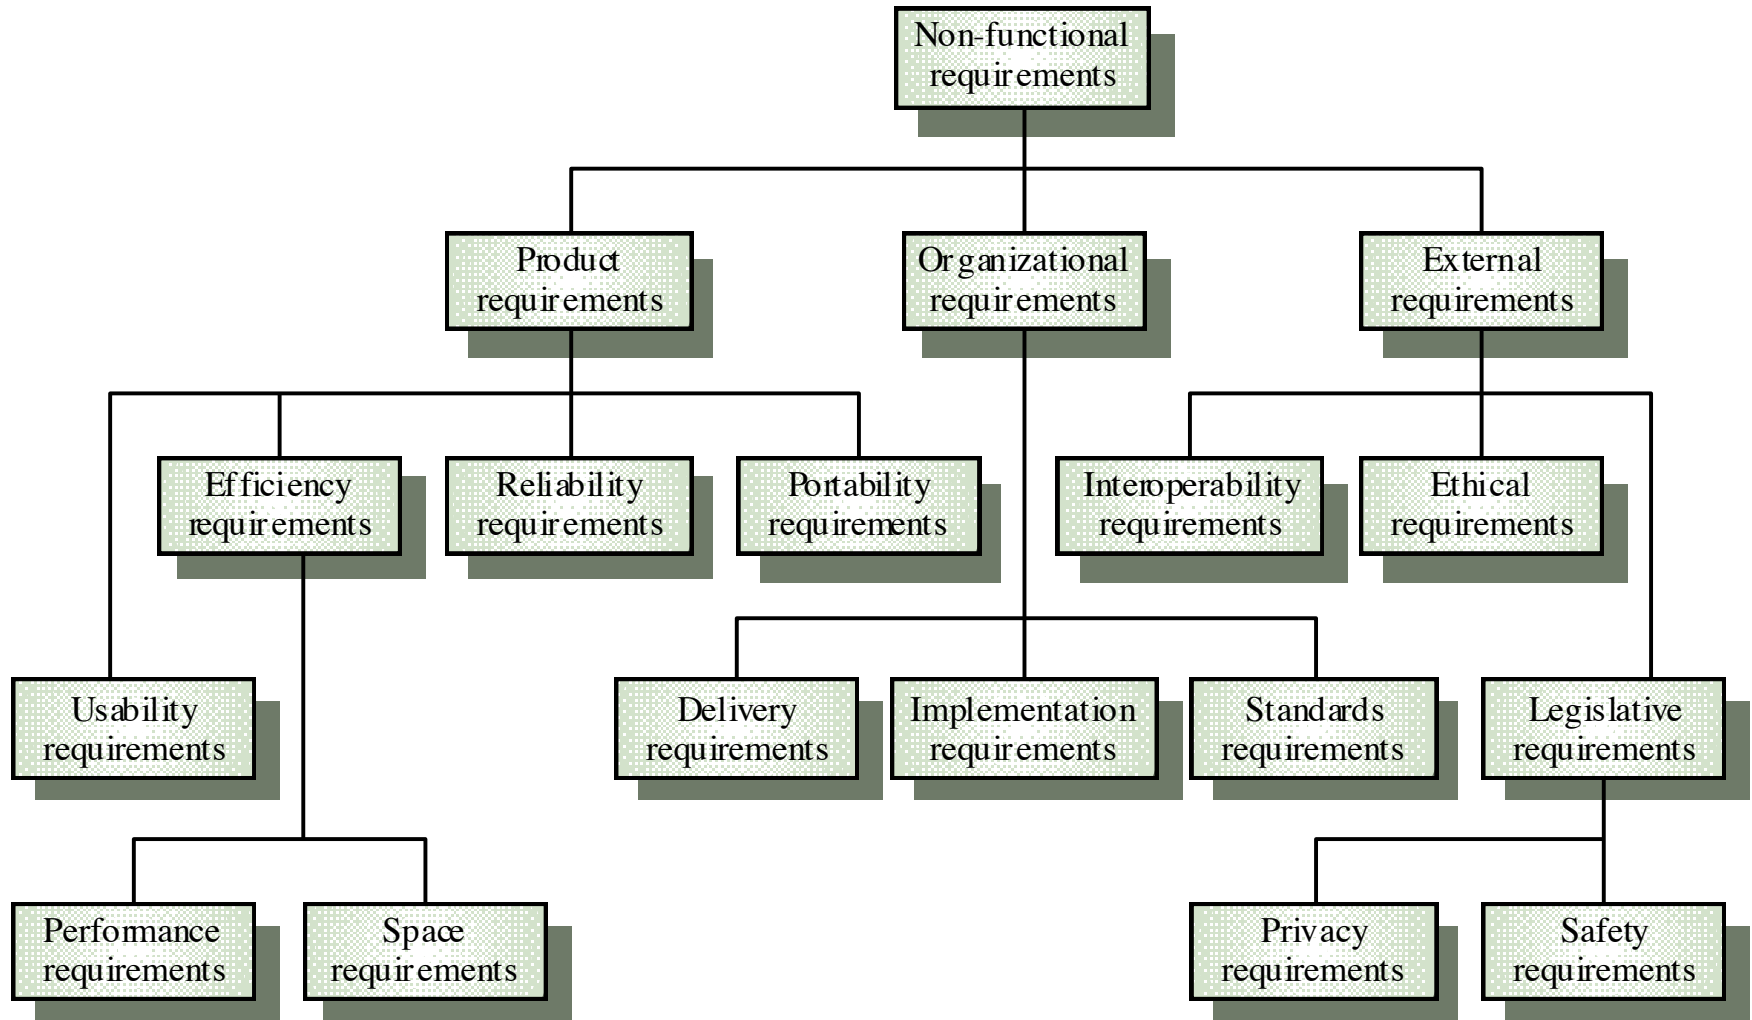 Non-functional
requirements
Product
requirements
Organizational
requirements
External
requirements
Efficiency
requirements
Reliability
requirements
Portability
requirements
Interoperability
requirements
Ethical
requirements
Usability
requirements
Delivery
requirements
Implementation
requirements
Standards
requirements
Legislative
requirements
Performance
requirements
Space
requirements
Privacy
requirements
Safety
requirements